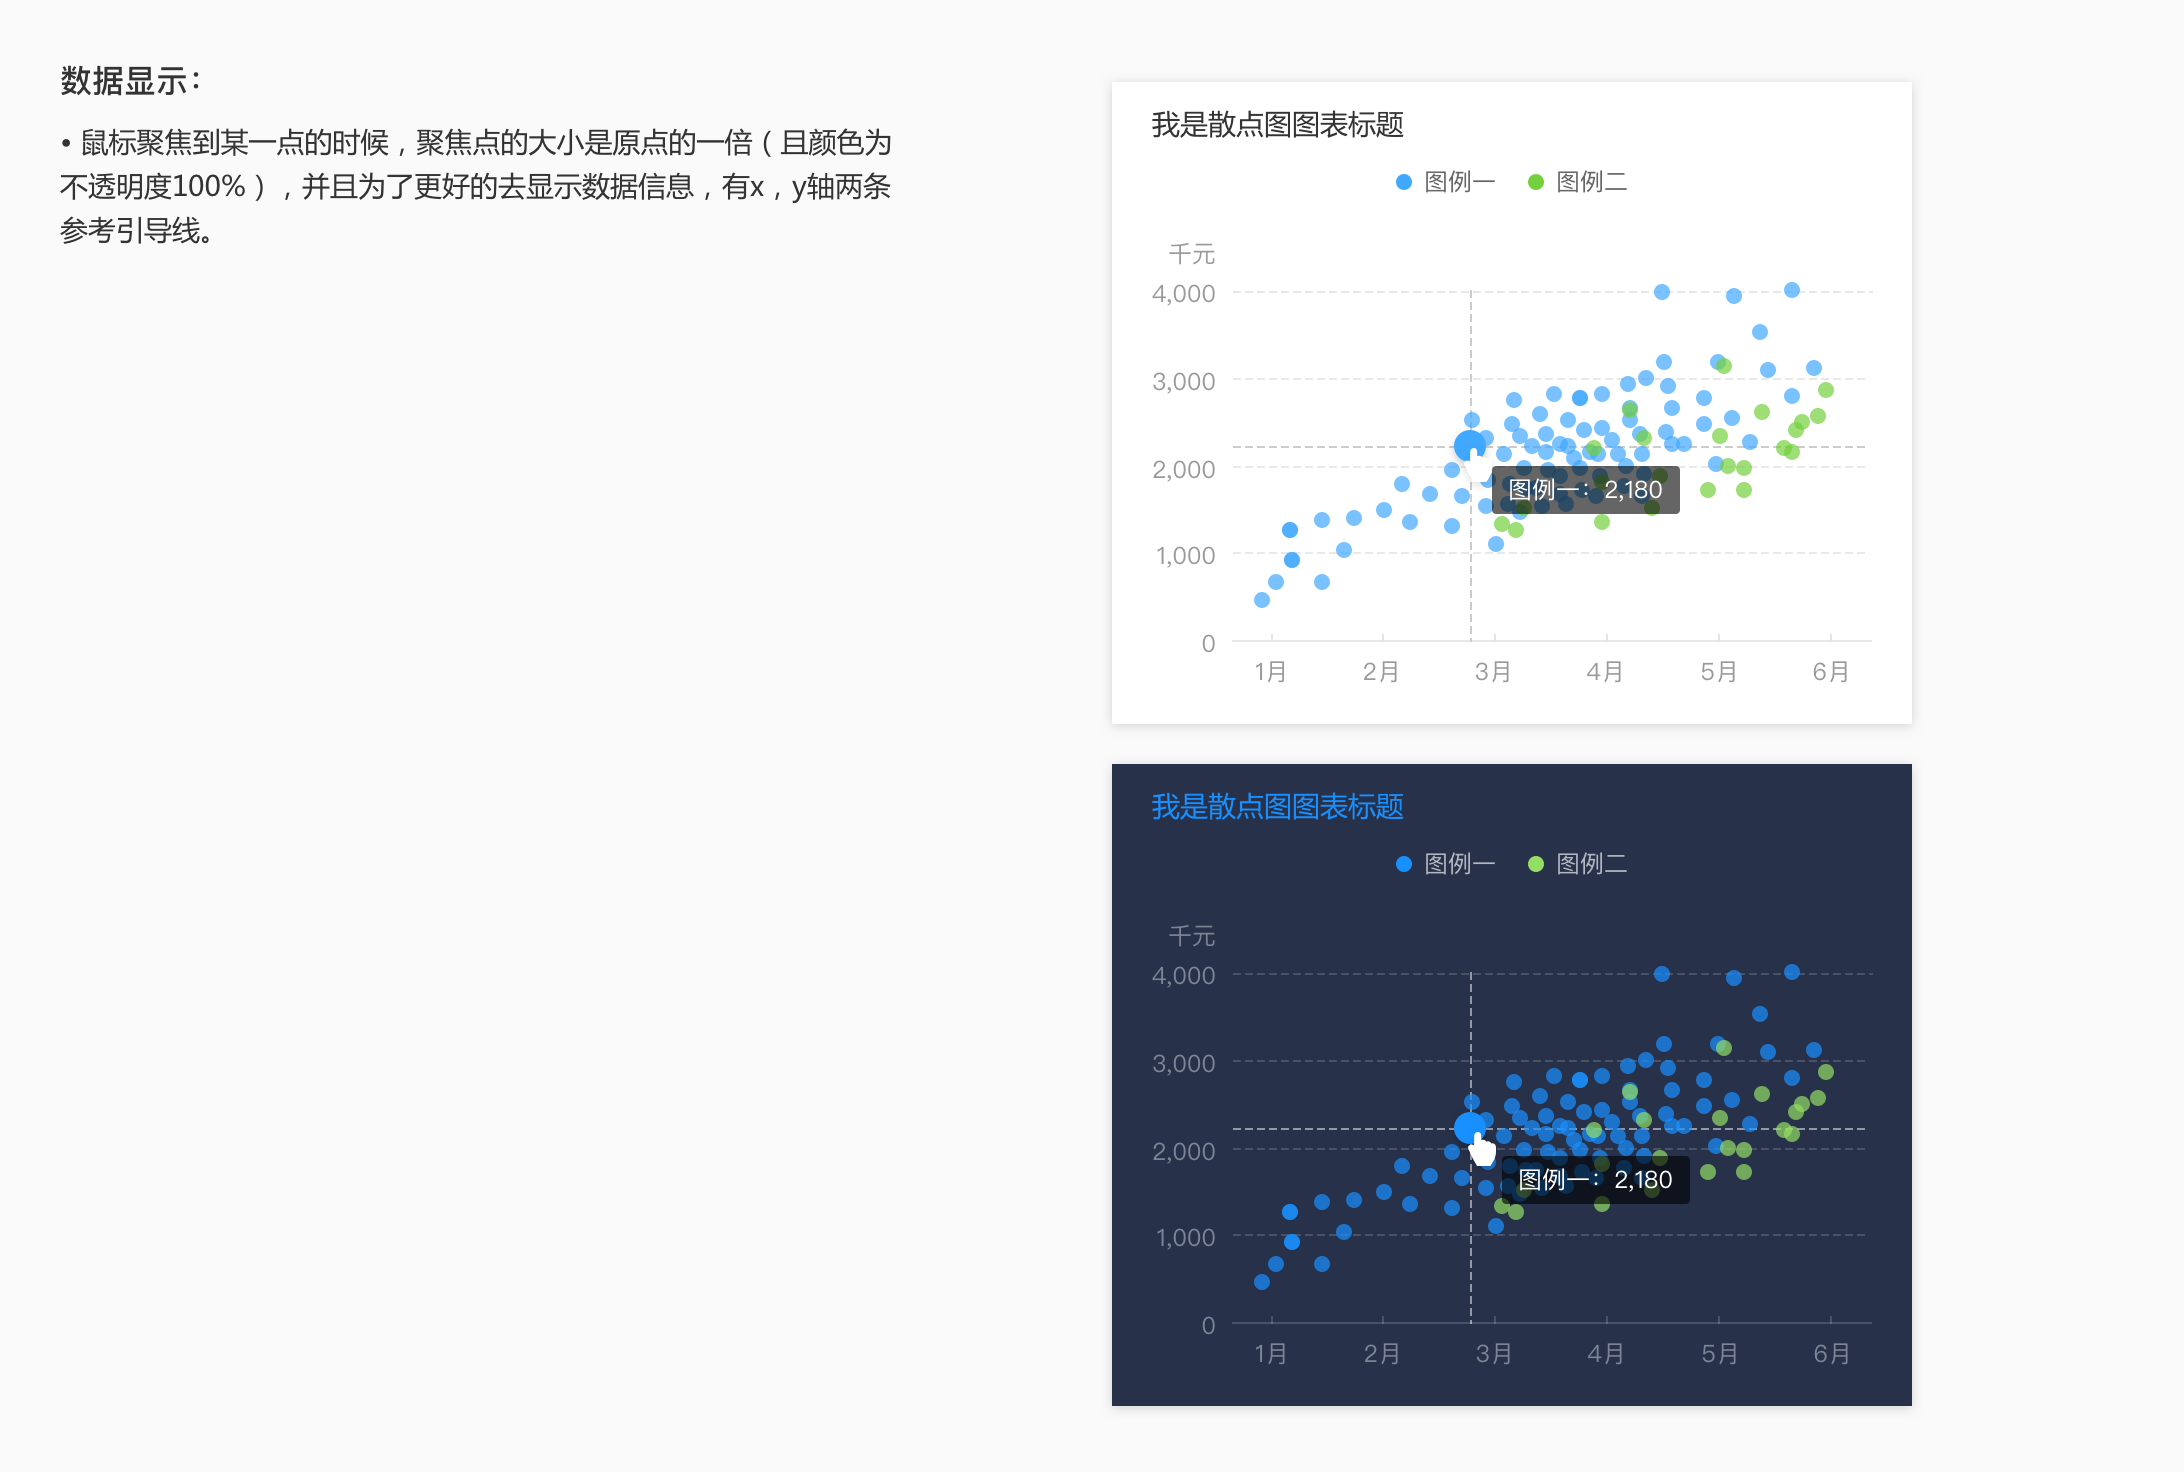 数据显示：
• 鼠标聚焦到某一点的时候，聚焦点的大小是原点的一倍（且颜色为
不透明度100%），并且为了更好的去显示数据信息，有x，y轴两条
参考引导线。
我是散点图图表标题
图例一 图例二
千元
4,000
3,000
2,000
图例一：2,180
1,000
0
1月 2月 3月 4月 5月 6月
我是散点图图表标题
图例一 图例二
千元
4,000
3,000
2,000
图例一：2,180
1,000
0
1月 2月 3月 4月 5月 6月